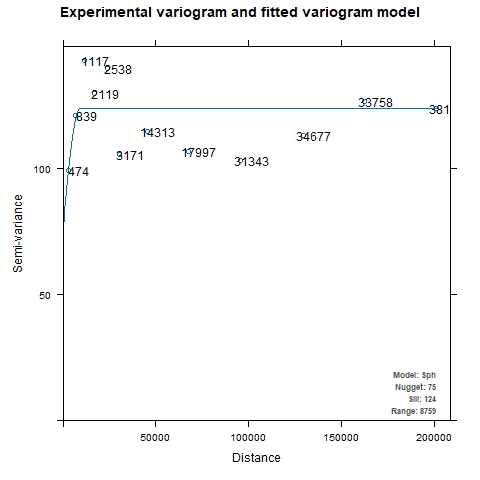 Experimental variogram and fitted variogram model
1117
2538
2119
33758
381
839
14313
34677
3171
17997
31343
474
100
50
Semi-variance
Model: Sph
Nugget: 75
Sill: 124
Range: 8759
50000 100000 150000 200000
Distance